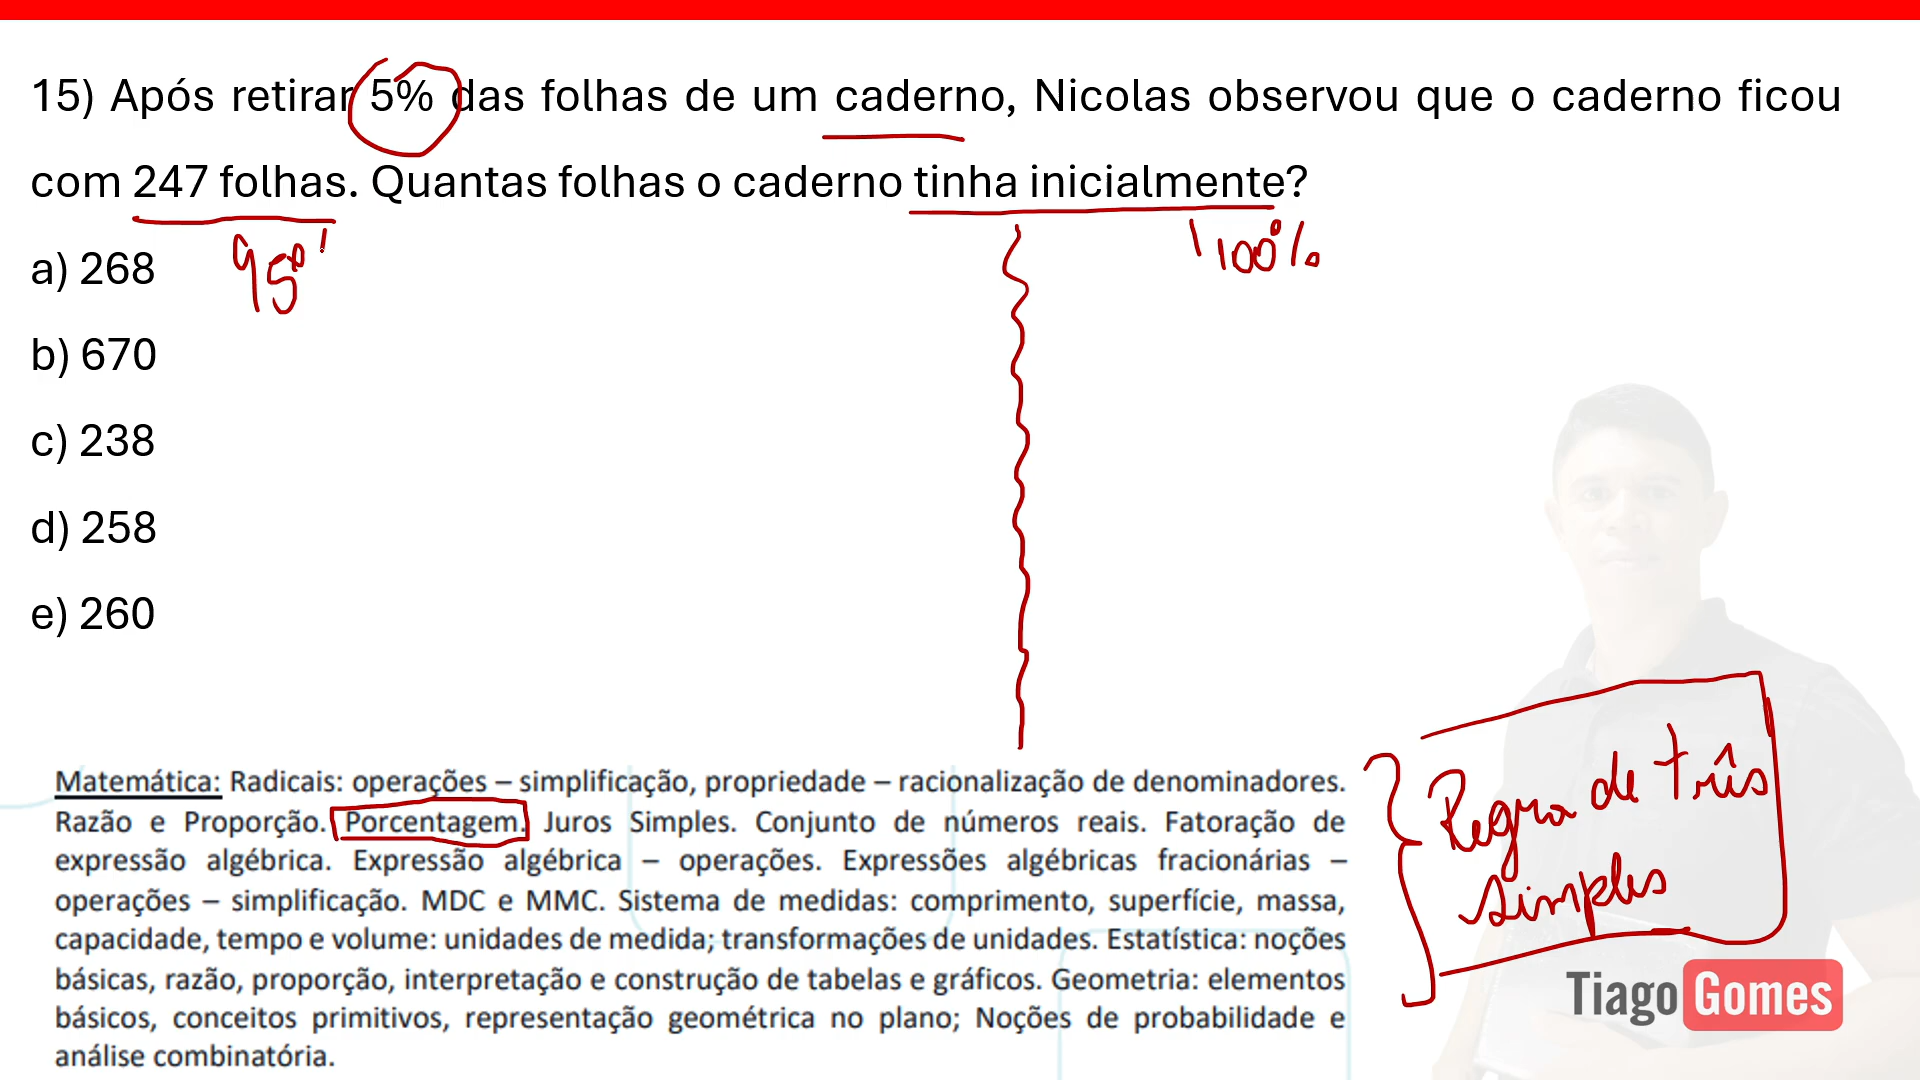 15) Após retirar 5% das folhas de um caderno, Nicolas observou que o caderno ficou
com 247 folhas. Quantas folhas o caderno tinha inicialmente?
100%
a) 268
95%
b) 670
c) 238
d) 258
e) 260
Matemática: Radicais: operações – simplificação, propriedade – racionalização de denominadores.
Razão e Proporção. Porcentagem. Juros Simples. Conjunto de números reais. Fatoração de
expressão algébrica. Expressão algébrica – operações. Expressões algébricas fracionárias –
operações – simplificação. MDC e MMC. Sistema de medidas: comprimento, superfície, massa,
capacidade, tempo e volume: unidades de medida; transformações de unidades. Estatística: noções
básicas, razão, proporção, interpretação e construção de tabelas e gráficos. Geometria: elementos
básicos, conceitos primitivos, representação geométrica no plano; Noções de probabilidade e
análise combinatória.
Regra de três
simples
Tiago Gomes